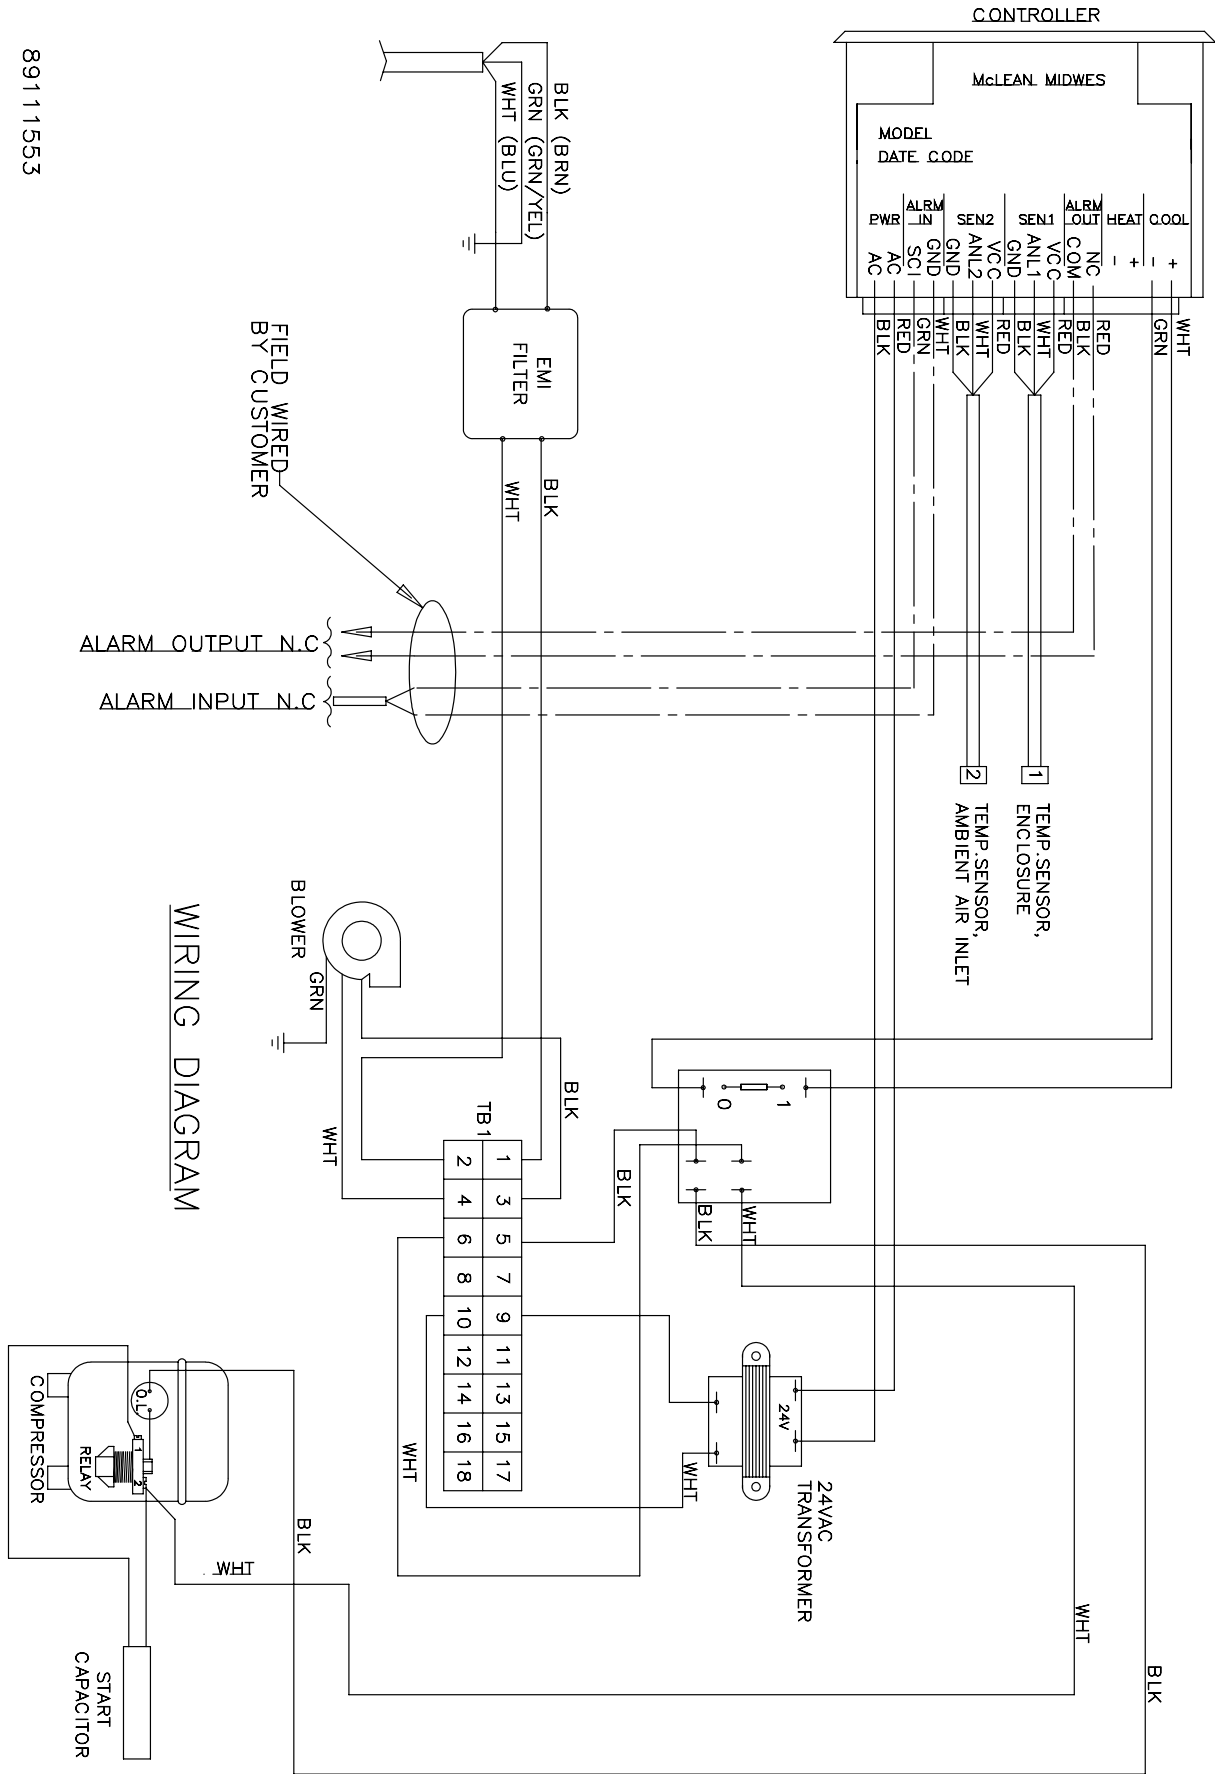 CONTROLLER
McLEAN MIDWES
MODEL
DATE CODE
PWR
ALRM
IN
SEN2
SEN1
ALRM
OUT
HEAT
COOL
AC
AC
SCI
GND
GND
ANL2
VCC
GND
ANL1
VCC
COM
NC
-
+
-
+
BLK
RED
GRN
WHT
BLK
WHT
RED
BLK
WHT
RED
BLK
RED
GRN
WHT
89111553
BLK (BRN)
GRN (GRN/YEL)
WHT (BLU)
EMI
FILTER
FIELD WIRED
BY CUSTOMER
BLK
WHT
ALARM OUTPUT N.C
ALARM INPUT N.C
1
TEMP.SENSOR,
ENCLOSURE
2
TEMP.SENSOR,
AMBIENT AIR INLET
WIRING DIAGRAM
BLOWER
GRN
WHT
BLK
TB1
1
2
3
4
5
6
7
8
9
10
11
12
13
14
15
16
17
18
0
1
BLK
BLK
WHT
24V
24VAC
TRANSFORMER
WHT
WHT
O.L.
1
2
RELAY
COMPRESSOR
BLK
WHT
START
CAPACITOR
WHT
BLK